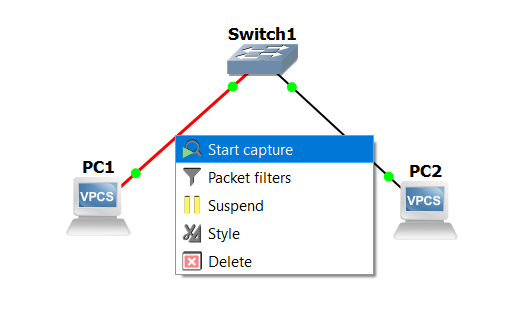 Switch1
Start capture
PC1
Packet filters
PC2
VPCS
Suspend
VPCS
Style
Delete